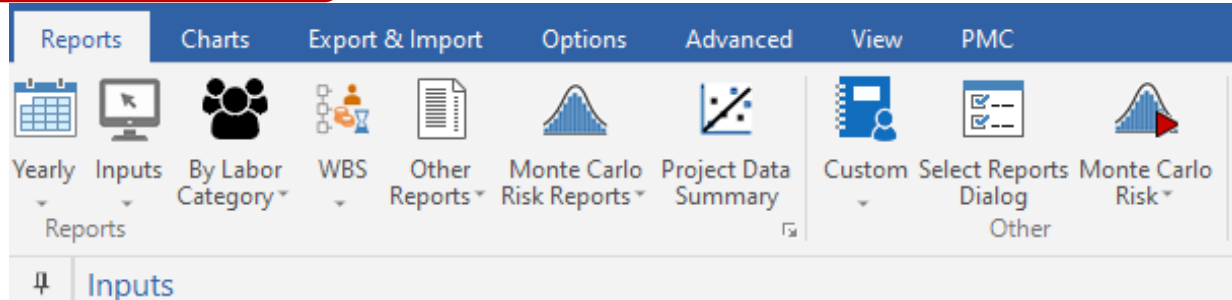 Reports Charts Export & Import Options Advanced View PMC
Yearly Inputs By Labor Category WBS Other Reports Monte Carlo Risk Reports Project Data Summary Custom Select Reports Dialog Monte Carlo Risk
Reports Other
Inputs